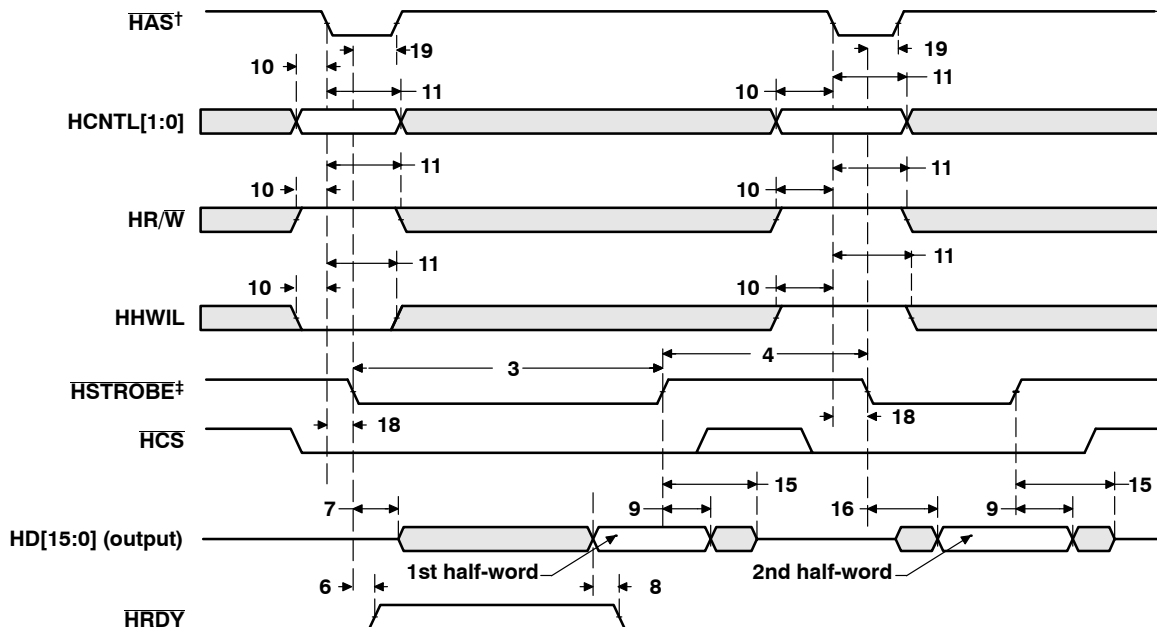 HAS†
19
19
10
11
10
11
HCNTL[1:0]
11
11
10
10
HR/W
11
11
10
10
HHWIL
3
4
HSTROBE‡
18
18
HCS
15
15
7
9
16
9
HD[15:0] (output)
1st half-word
2nd half-word
6
8
HRDY